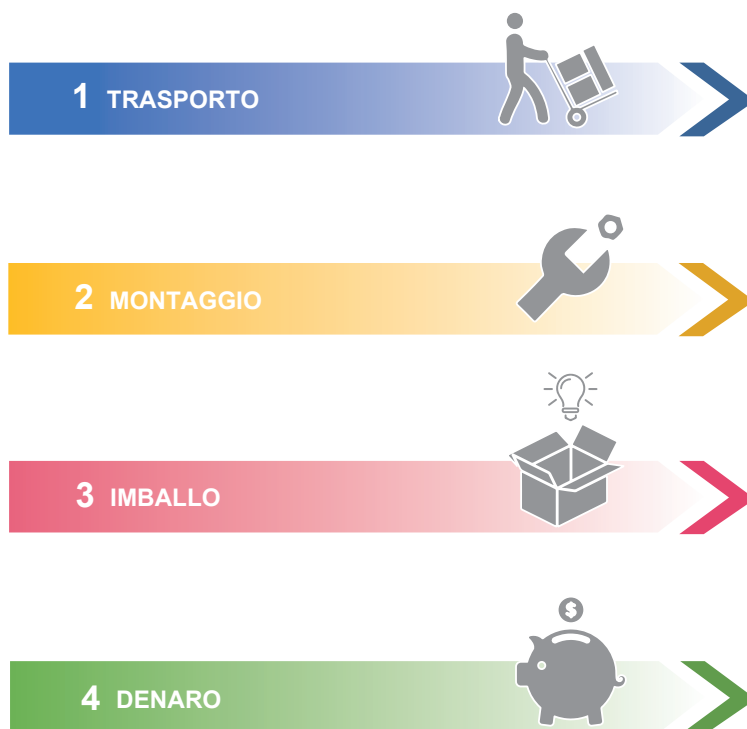 1 TRASPORTO
2 MONTAGGIO
$
3 IMBALLO
$
4 DENARO